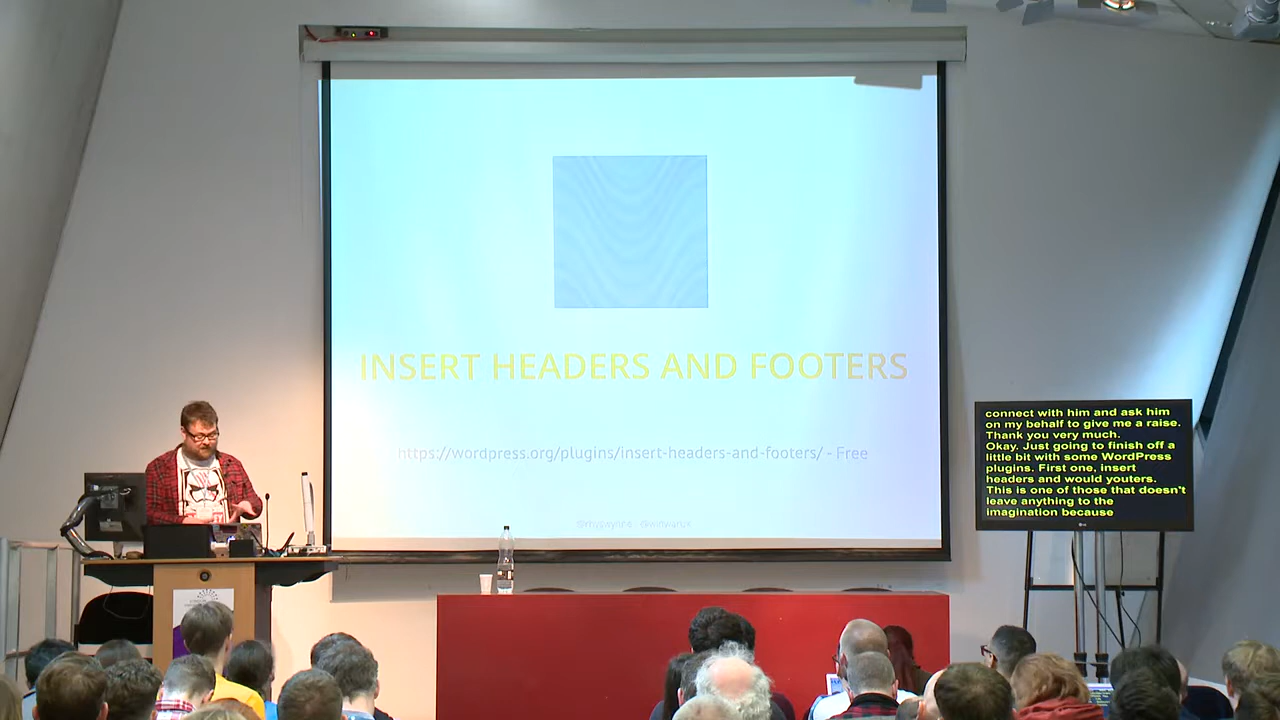 INSERT HEADERS AND FOOTERS
https://wordpress.org/plugins/insert-headers-and-footers/ - Free
connect with him and ask him
on my behalf to give me a raise.
Thank you very much.
Okay. Just going to finish off a
little bit with some WordPress
plugins. First one, insert
headers and would youters.
This is one of those that doesn't
leave anything to the
imagination because